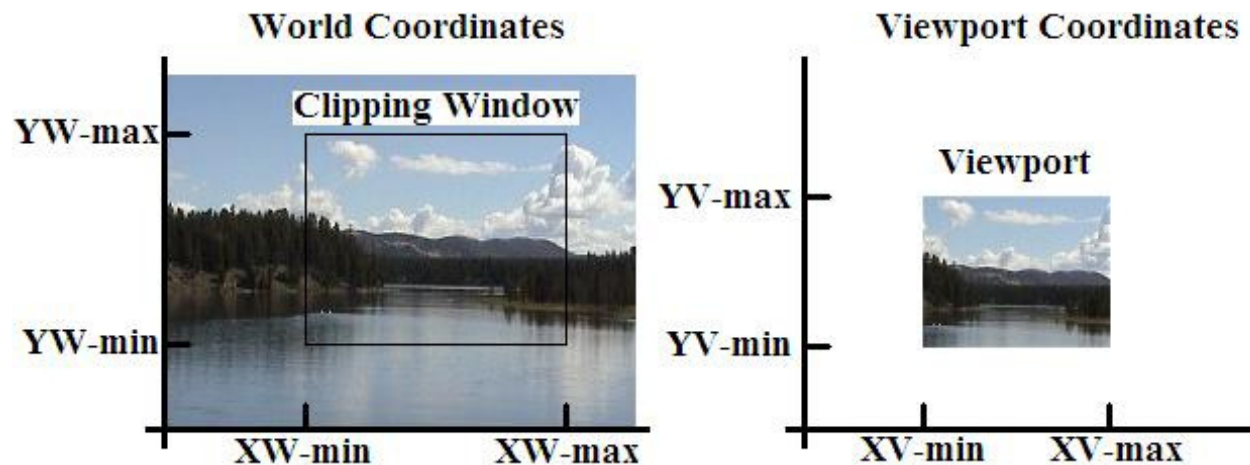 World Coordinates
Clipping Window
YW-max
YW-min
XW-min
XW-max
Viewport Coordinates
Viewport
YV-max
YV-min
XV-min
XV-max